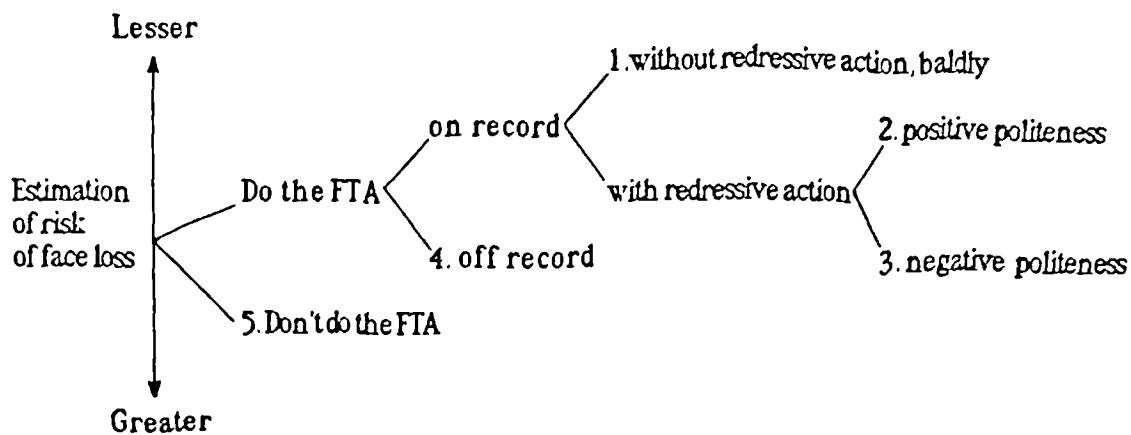 Lesser
1. without redressive action, baldly
on record
2. positive politeness
Estimation
of risk
of face loss
Do the FTA
with redressive action
4. off record
3. negative politeness
5. Don't do the FTA
Greater